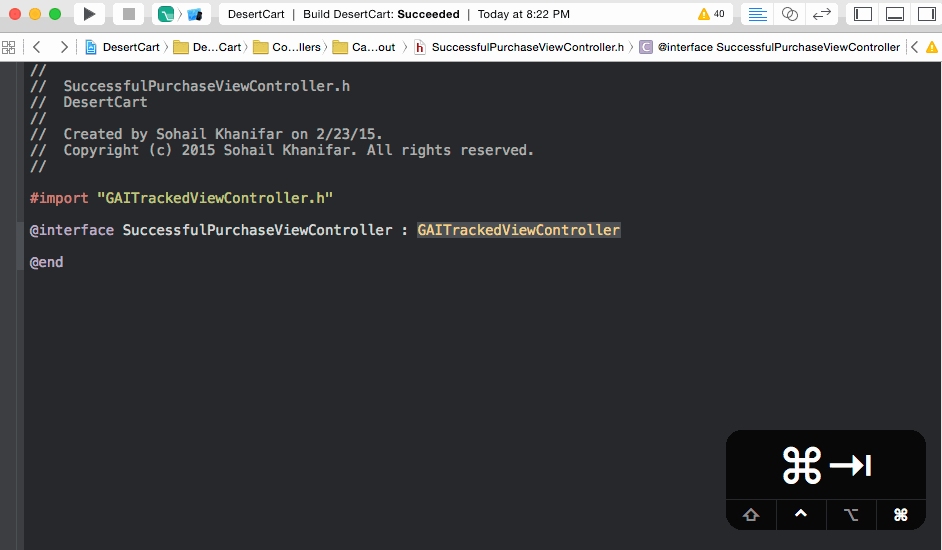 DesertCart | Build DesertCart: Succeeded | Today at 8:22 PM 40
DesertCart De...Cart Co...llers Ca...out h SuccessfulPurchaseViewController.h C @interface SuccessfulPurchaseViewController
//
// SuccessfulPurchaseViewController.h
// DesertCart
//
// Created by Sohail Khanifar on 2/23/15.
// Copyright (c) 2015 Sohail Khanifar. All rights reserved.
//
#import "GAITrackedViewController.h"
@interface SuccessfulPurchaseViewController : GAITrackedViewController
@end
⌘⇥
⇧ ⌃ ⌥ ⌘